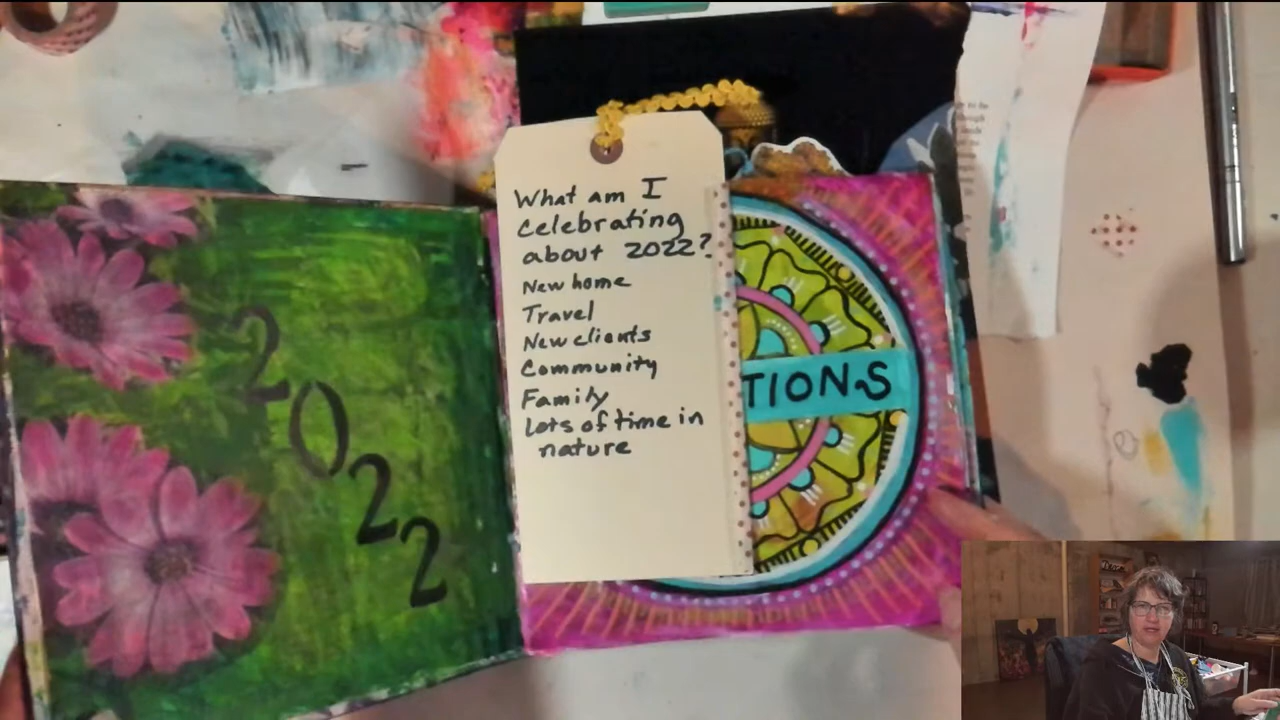 2022
What am I
celebrating
about 2022?
New home
Travel
New clients
Community
Family
Lots of time in
nature
TIONS